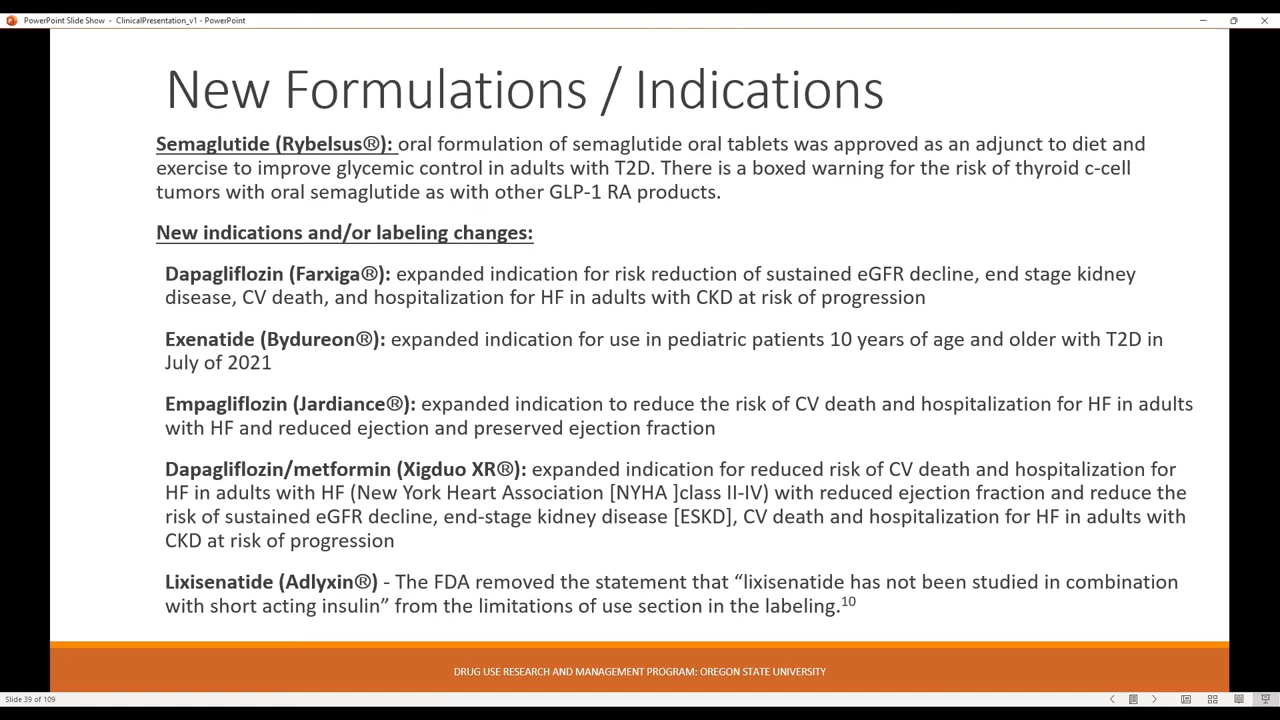 PowerPoint Slide Show - ClinicalPresentation_v1 - PowerPoint
New Formulations / Indications
Semaglutide (Rybelsus®): oral formulation of semaglutide oral tablets was approved as an adjunct to diet and
exercise to improve glycemic control in adults with T2D. There is a boxed warning for the risk of thyroid c-cell
tumors with oral semaglutide as with other GLP-1 RA products.
New indications and/or labeling changes:
Dapagliflozin (Farxiga®): expanded indication for risk reduction of sustained eGFR decline, end stage kidney
disease, CV death, and hospitalization for HF in adults with CKD at risk of progression
Exenatide (Bydureon®): expanded indication for use in pediatric patients 10 years of age and older with T2D in
July of 2021
Empagliflozin (Jardiance®): expanded indication to reduce the risk of CV death and hospitalization for HF in adults
with HF and reduced ejection and preserved ejection fraction
Dapagliflozin/metformin (Xigduo XR®): expanded indication for reduced risk of CV death and hospitalization for
HF in adults with HF (New York Heart Association [NYHA ]class II-IV) with reduced ejection fraction and reduce the
risk of sustained eGFR decline, end-stage kidney disease [ESKD], CV death and hospitalization for HF in adults with
CKD at risk of progression
Lixisenatide (Adlyxin®) - The FDA removed the statement that “lixisenatide has not been studied in combination
with short acting insulin” from the limitations of use section in the labeling.10
DRUG USE RESEARCH AND MANAGEMENT PROGRAM: OREGON STATE UNIVERSITY
Slide 39 of 109